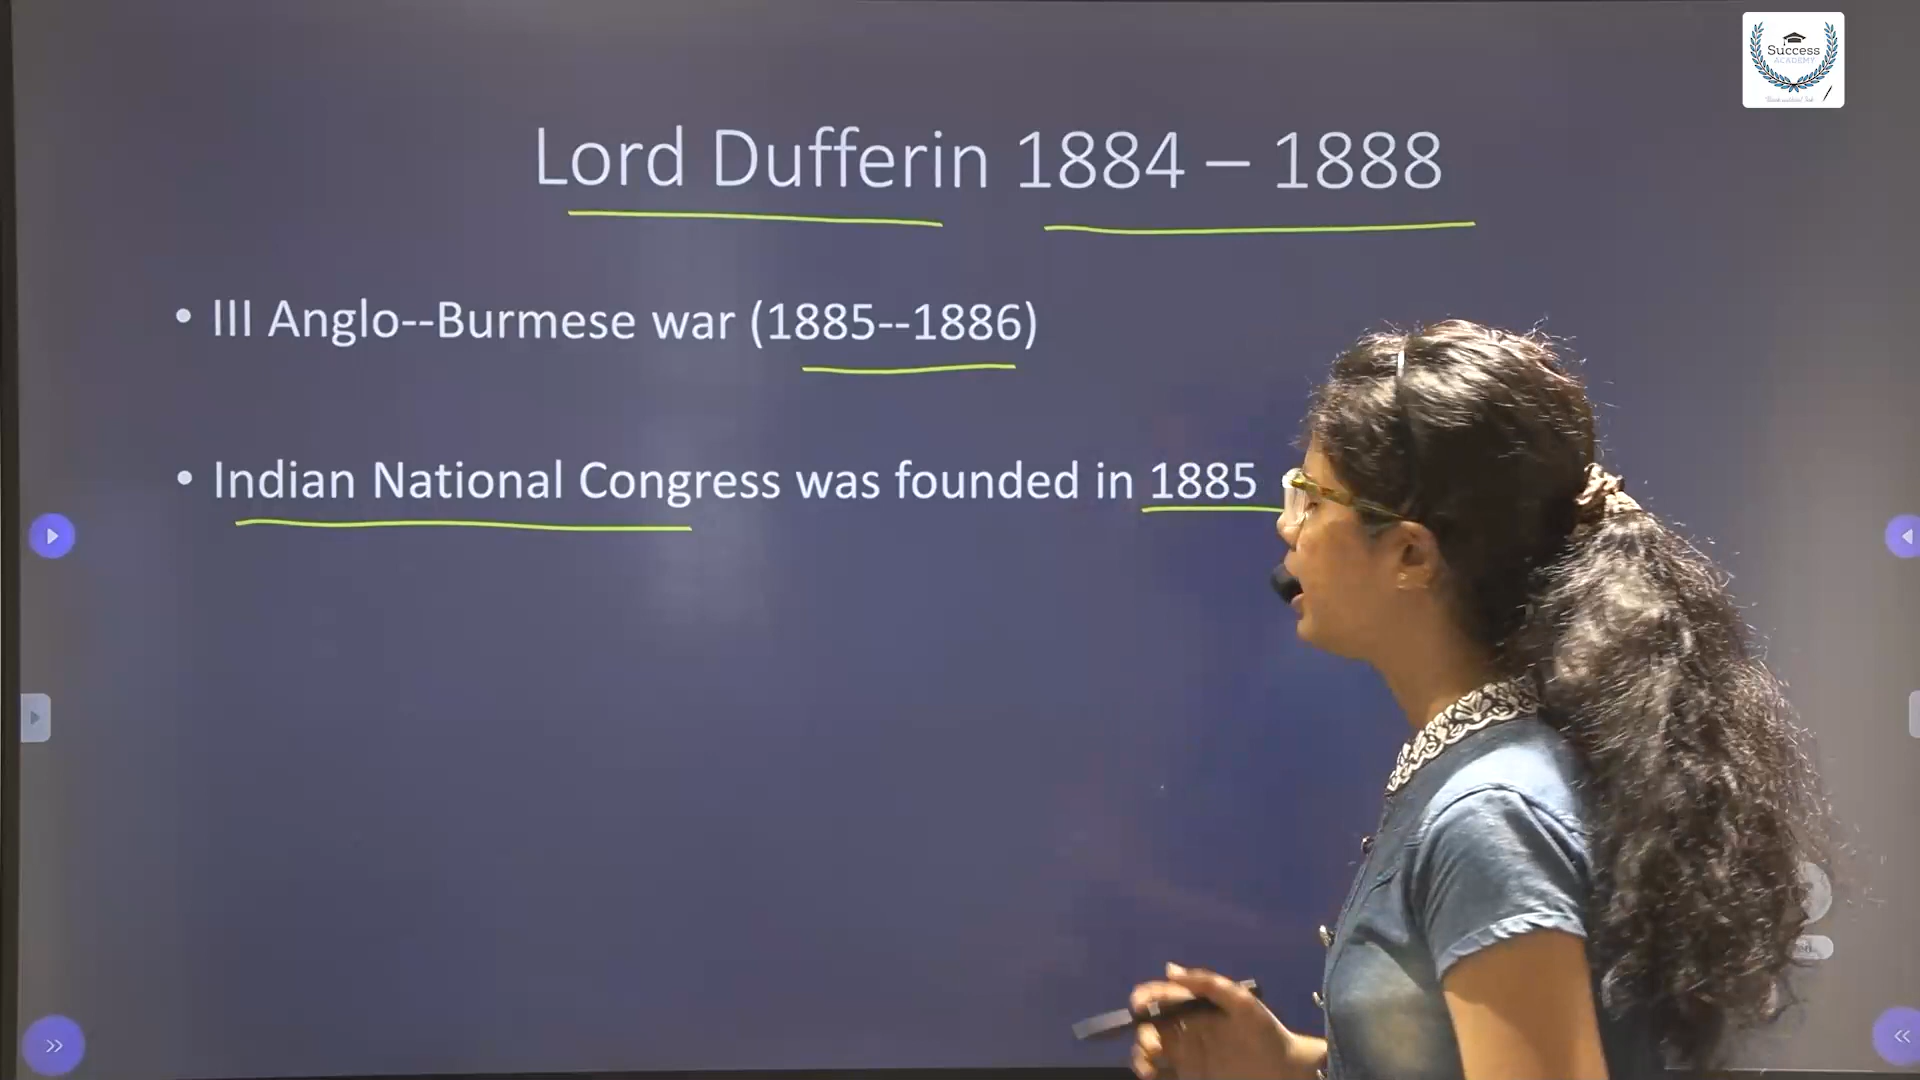 Success
ACADEMY
Lord Dufferin 1884 – 1888
• III Anglo--Burmese war (1885--1886)
• Indian National Congress was founded in 1885